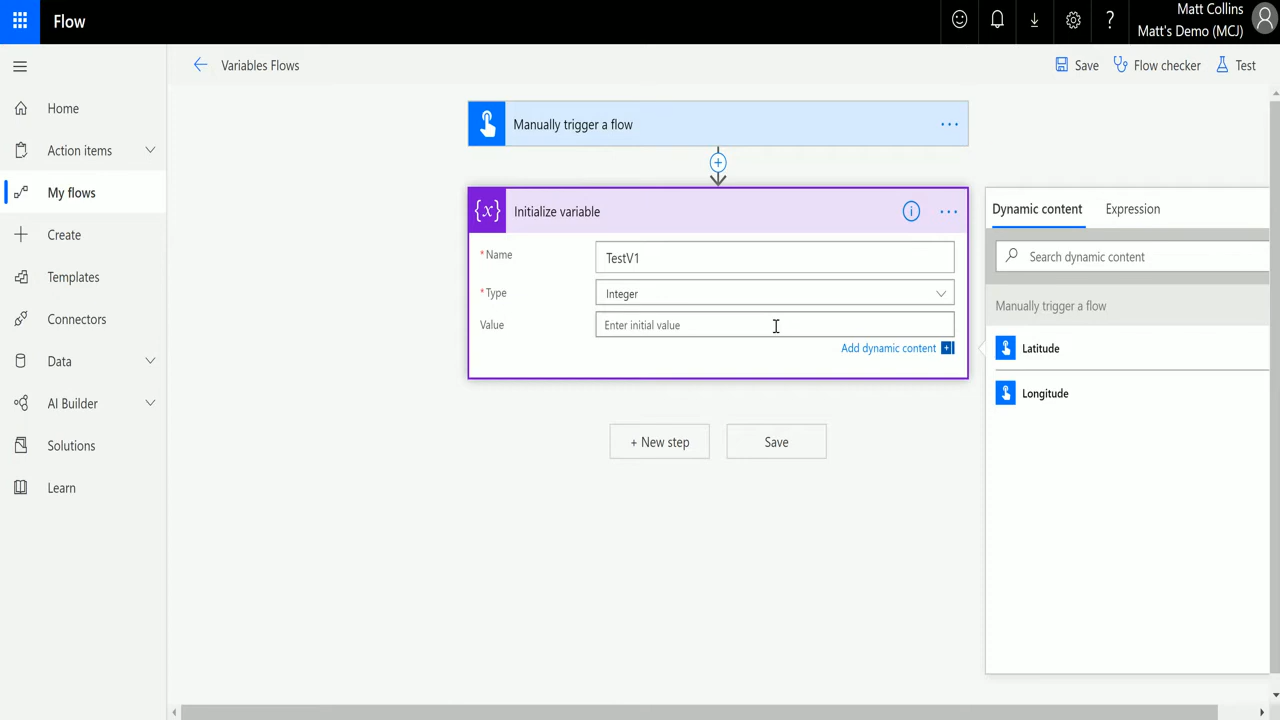 Flow
Matt Collins
Matt's Demo (MCJ)
?
Variables Flows
Save
Flow checker
Test
Home
Action items
My flows
Create
Templates
Connectors
Data
AI Builder
Solutions
Learn
Manually trigger a flow
{x}
Initialize variable
* Name
TestV1
* Type
Integer
Value
Enter initial value
Add dynamic content
+ New step
Save
Dynamic content
Expression
Search dynamic content
Manually trigger a flow
Latitude
Longitude